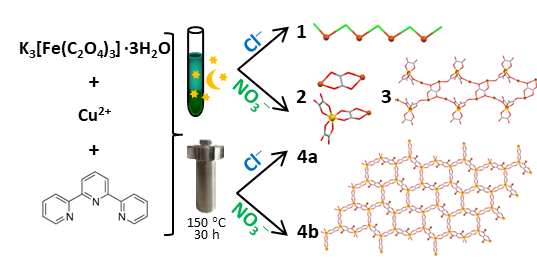 K₃[Fe(C₂O₄)₃]·3H₂O
+
Cu²⁺
+
N N N
150 °C
30 h
Cl⁻
NO₃⁻
1
2
3
Cl⁻
NO₃⁻
4a
4b